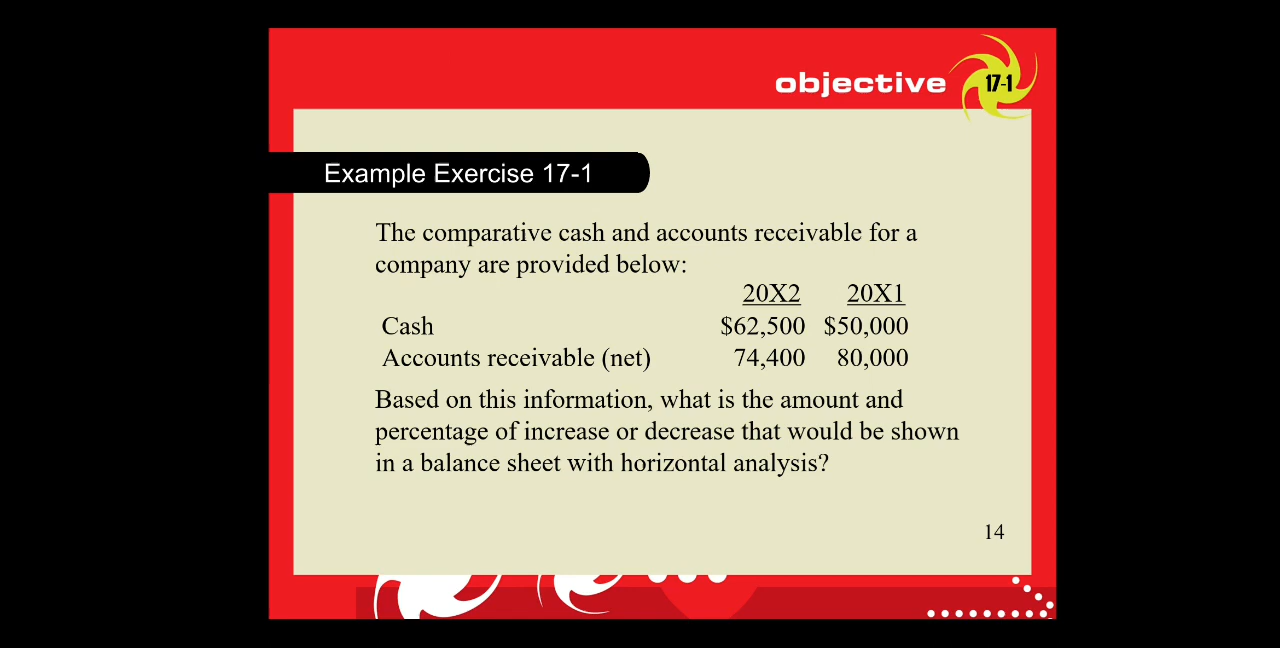 objective 17-1
Example Exercise 17-1
The comparative cash and accounts receivable for a
company are provided below:
20X2 20X1
Cash $62,500 $50,000
Accounts receivable (net) 74,400 80,000
Based on this information, what is the amount and
percentage of increase or decrease that would be shown
in a balance sheet with horizontal analysis?
14